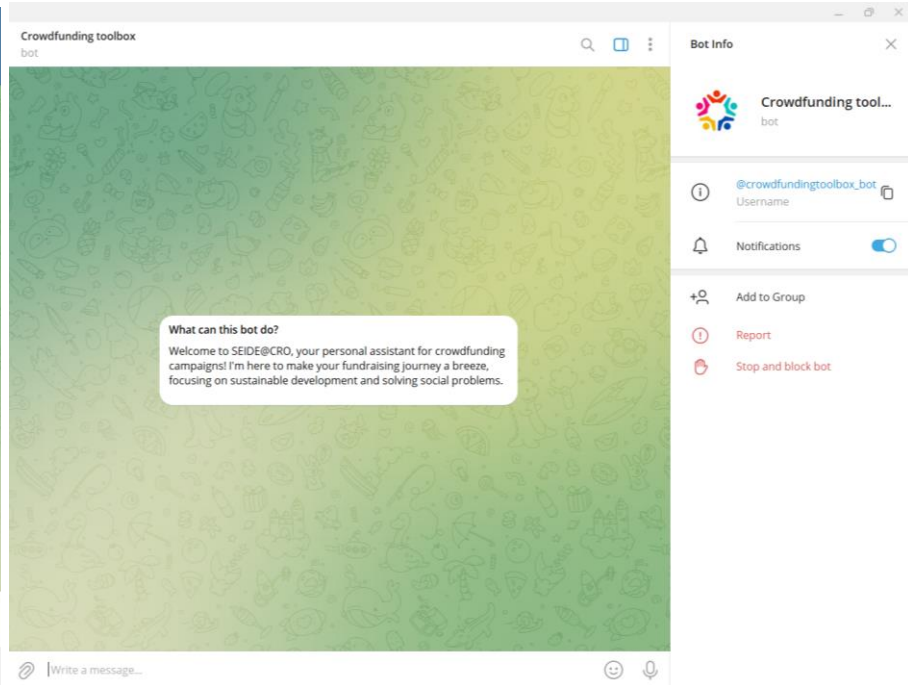 Crowdfunding toolbox
bot
What can this bot do?
Welcome to SEIDE@CRO, your personal assistant for crowdfunding
campaigns! I'm here to make your fundraising journey a breeze,
focusing on sustainable development and solving social problems.
Write a message...
Bot Info
Crowdfunding tool...
bot
@crowdfundingtoolbox_bot
Username
Notifications
Add to Group
Report
Stop and block bot